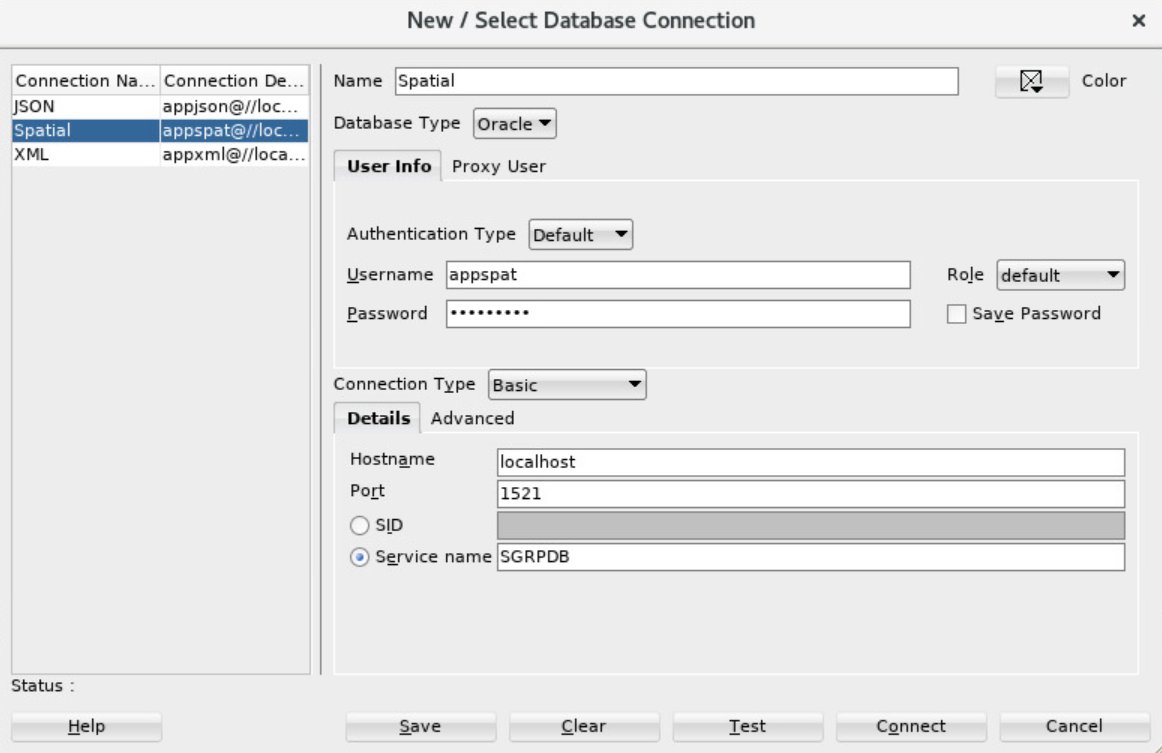 New / Select Database Connection
Connection Na... Connection De...
JSON appjson@//loc...
Spatial appspat@//loc...
XML appxml@//loca...
Name Spatial Color
Database Type Oracle
User Info Proxy User
Authentication Type Default
Username appspat Role default
Password ••••••••• Save Password
Connection Type Basic
Details Advanced
Hostname localhost
Port 1521
SID
Service name SGRPDB
Status :
Help Save Clear Test Connect Cancel